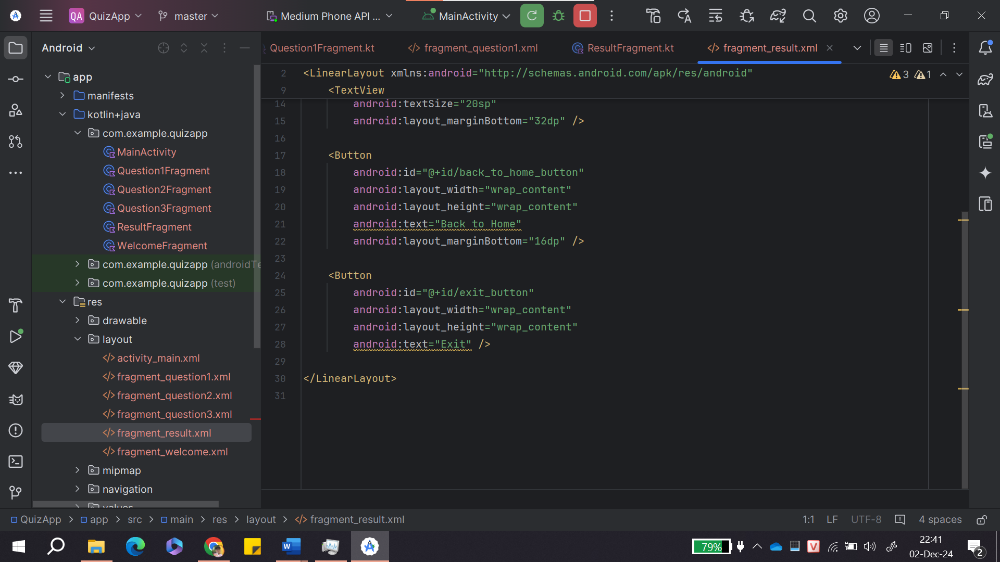 QA QuizApp
master
Medium Phone API ...
MainActivity
Android
Question1Fragment.kt
fragment_question1.xml
ResultFragment.kt
fragment_result.xml
app
manifests
kotlin+java
com.example.quizapp
MainActivity
Question1Fragment
Question2Fragment
Question3Fragment
ResultFragment
WelcomeFragment
com.example.quizapp (androidTe
com.example.quizapp (test)
res
drawable
layout
activity_main.xml
fragment_question1.xml
fragment_question2.xml
fragment_question3.xml
fragment_result.xml
fragment_welcome.xml
mipmap
navigation
values
3 1
2 <LinearLayout xmlns:android="http://schemas.android.com/apk/res/android"
9 <TextView
14 android:textSize="20sp"
15 android:layout_marginBottom="32dp" />
16
17 <Button
18 android:id="@+id/back_to_home_button"
19 android:layout_width="wrap_content"
20 android:layout_height="wrap_content"
21 android:text="Back to Home"
22 android:layout_marginBottom="16dp" />
23
24 <Button
25 android:id="@+id/exit_button"
26 android:layout_width="wrap_content"
27 android:layout_height="wrap_content"
28 android:text="Exit" />
29
30 </LinearLayout>
31
QuizApp > app > src > main > res > layout > fragment_result.xml
1:1 LF UTF-8 4 spaces
79%
22:41
02-Dec-24
2